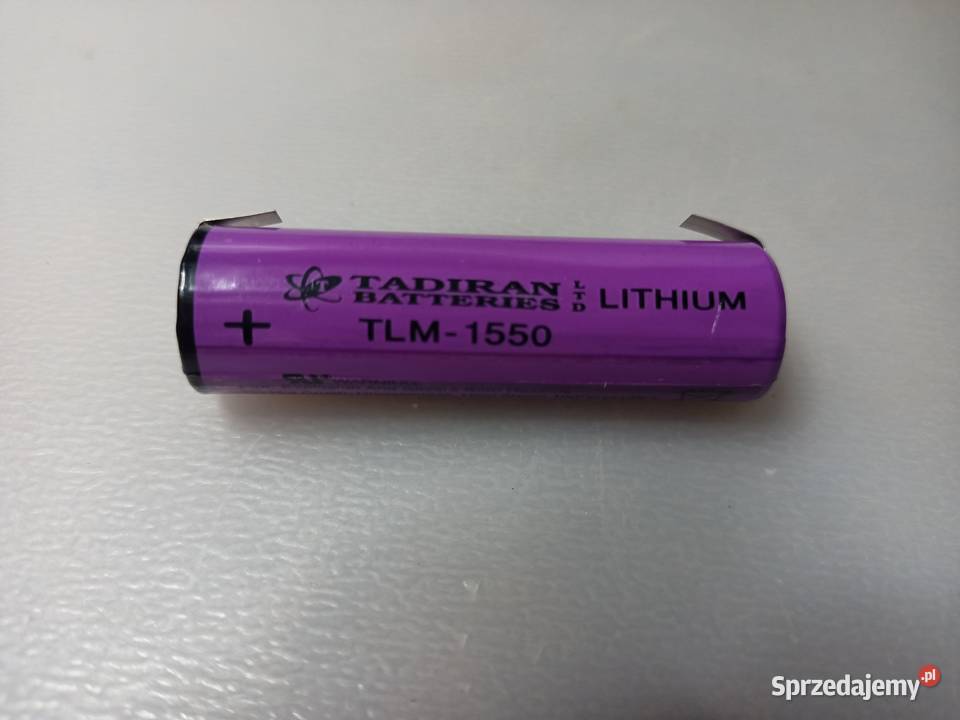 TADIRAN
BATTERIES
LTD
LITHIUM
+
TLM-1550
Sprzedajemy.pl